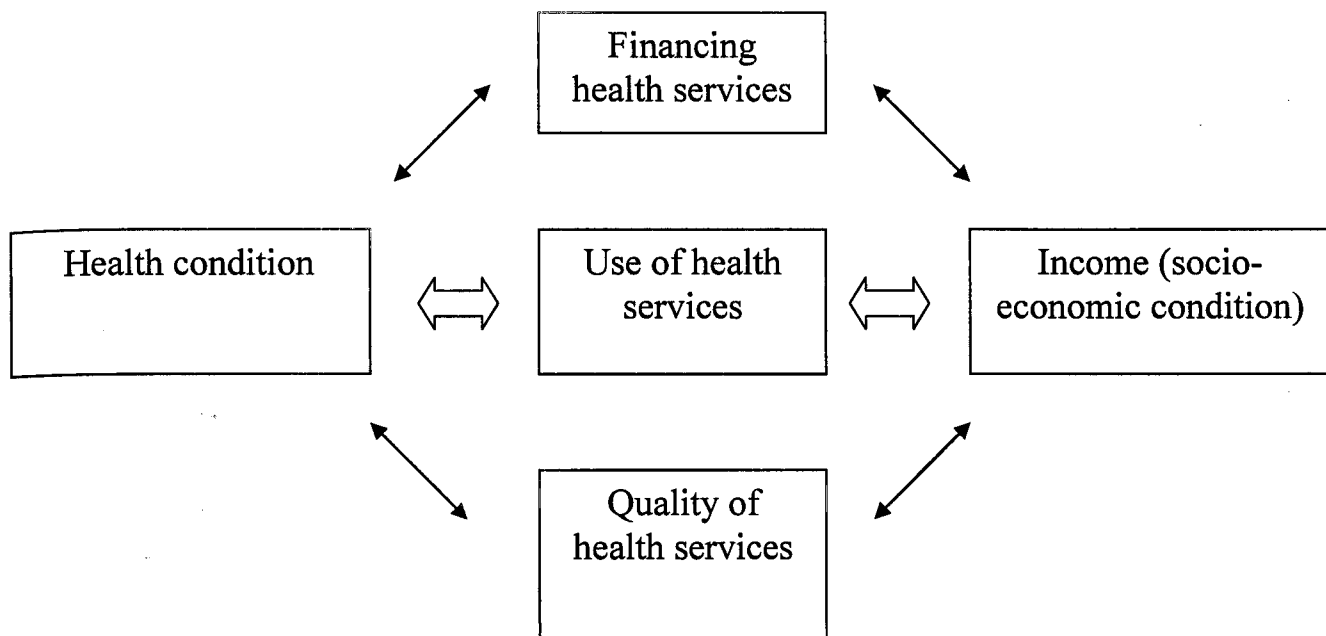 Financing
health services
Health condition
Use of health
services
Income (socio-
economic condition)
Quality of
health services